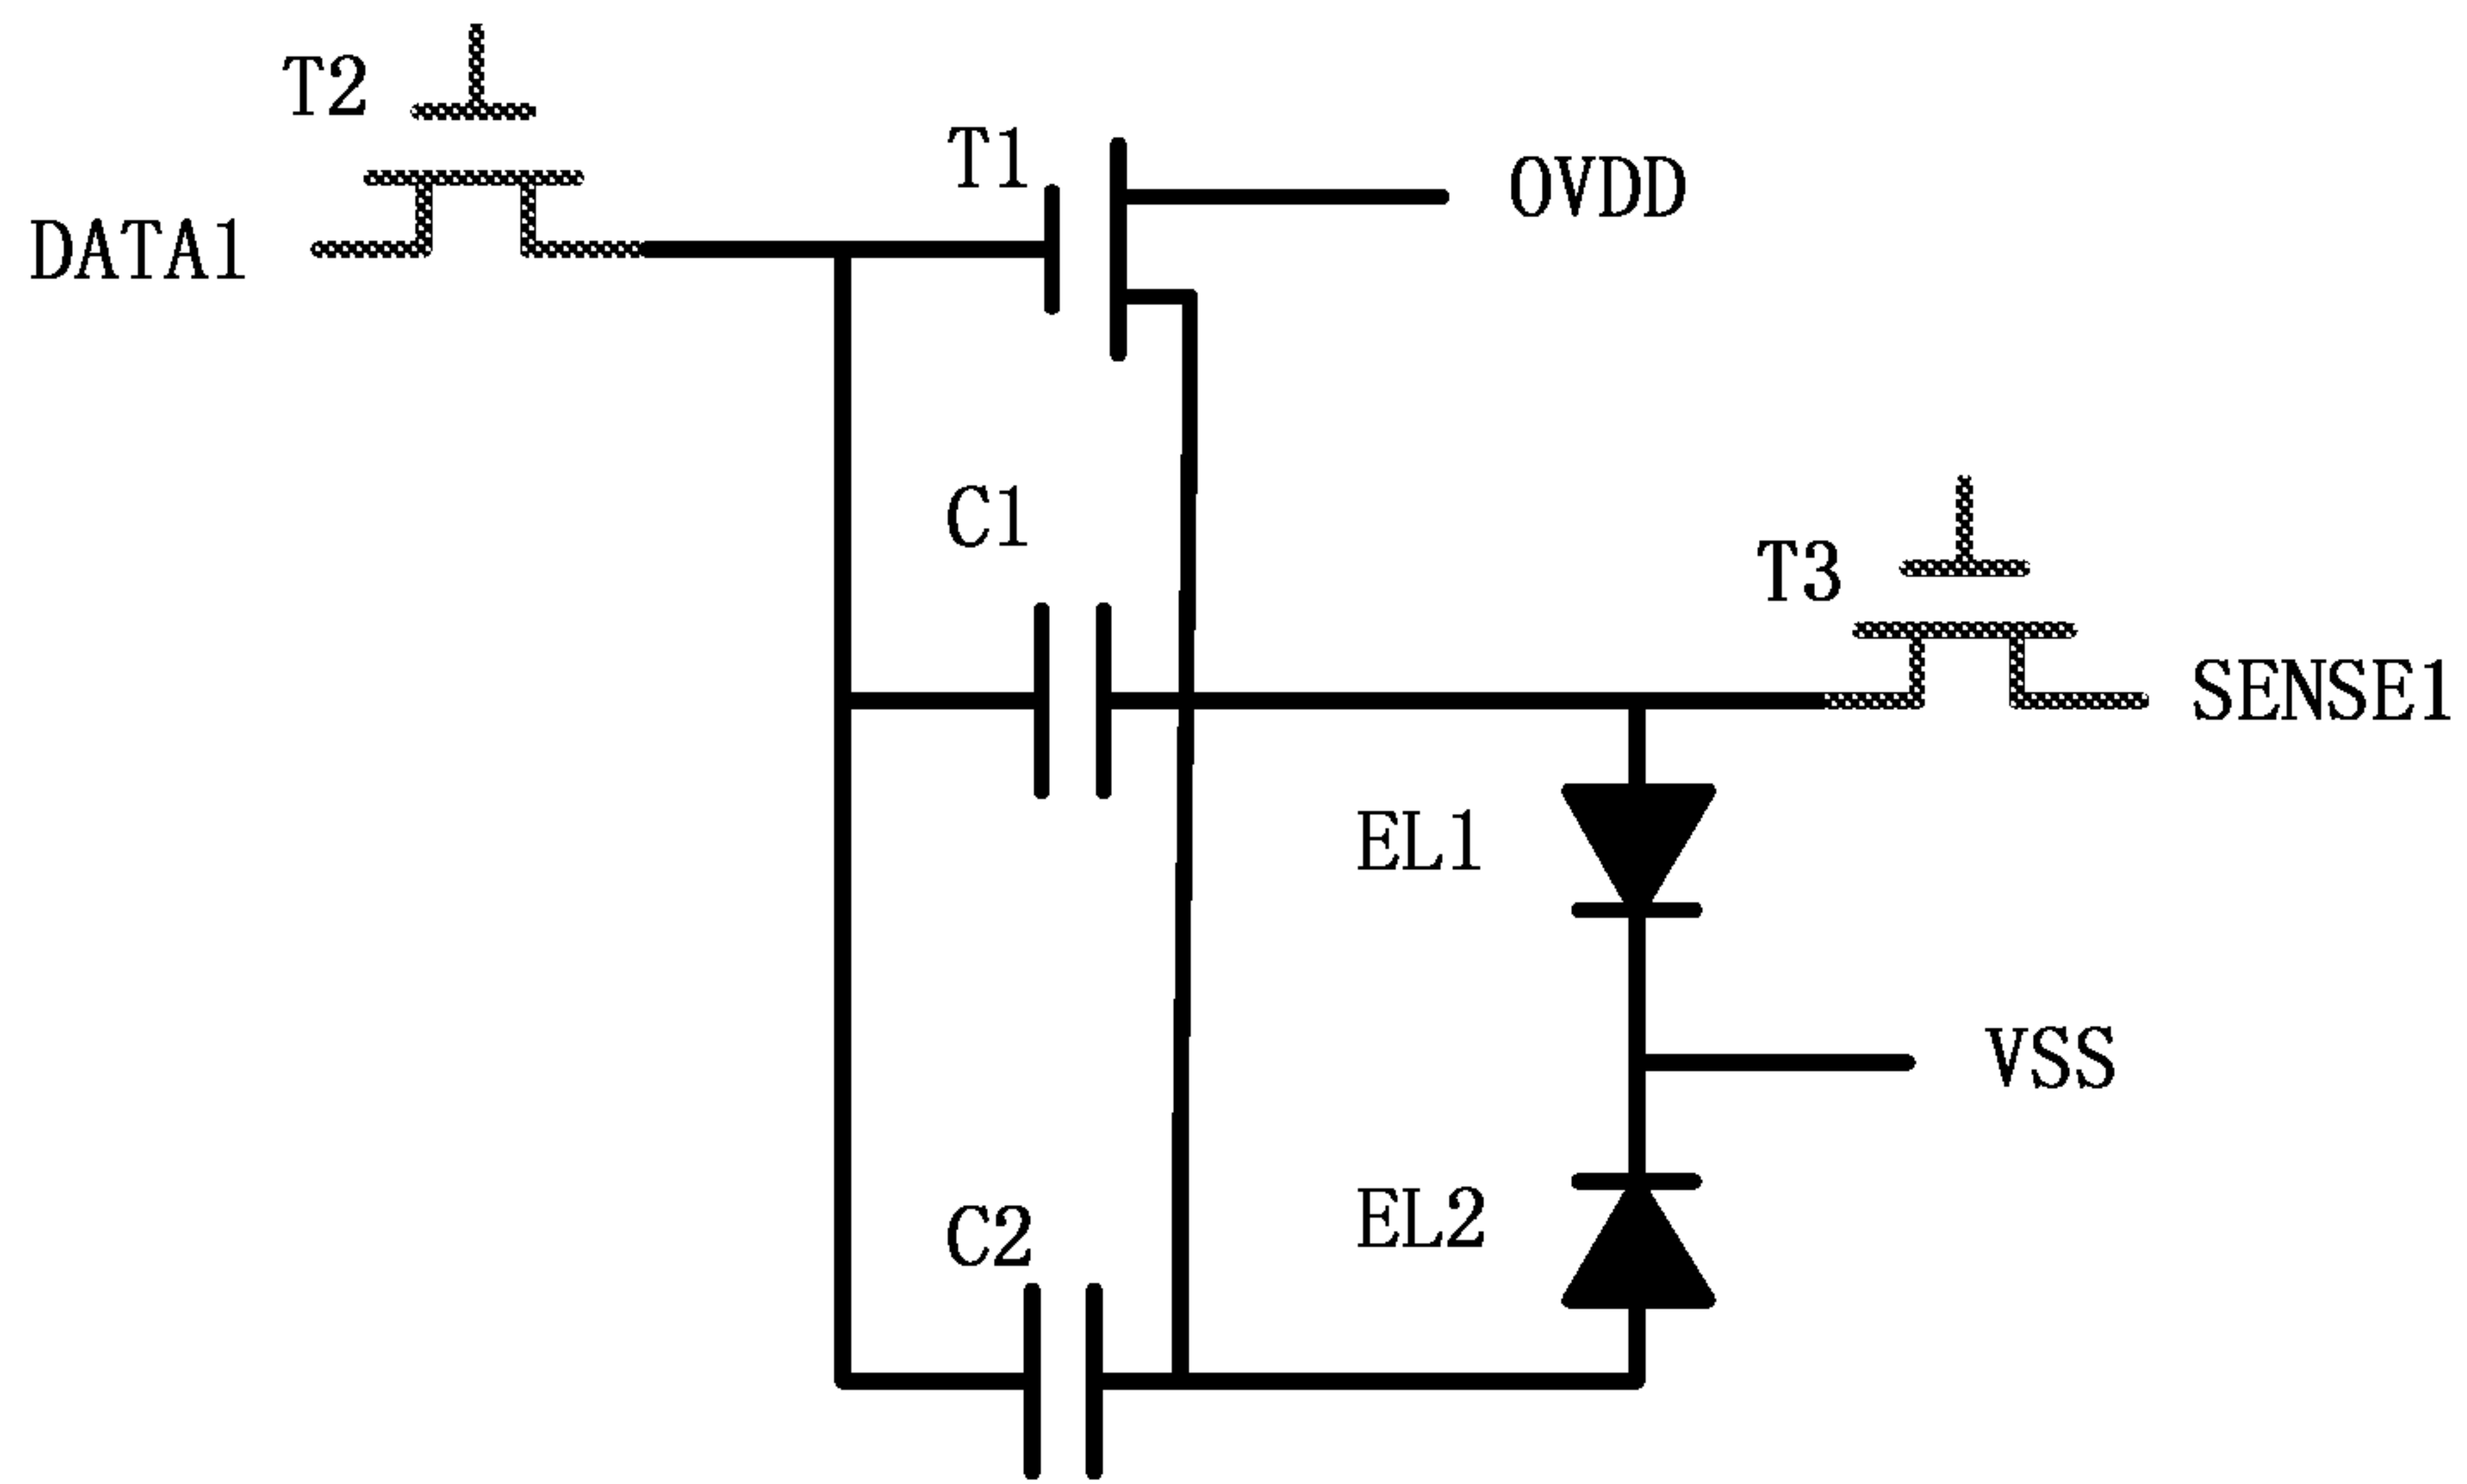 T2
T1
OVDD
DATA1
C1
T3
SENSE1
EL1
VSS
EL2
C2